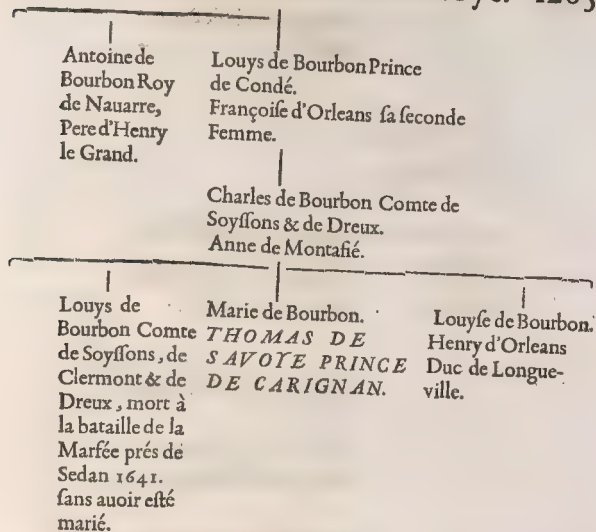 1265
Antoine de
Bourbon Roy
de Nauarre,
Pere d'Henry
le Grand.
Louys de Bourbon Prince
de Condé.
Françoiſe d'Orleans ſa ſeconde
Femme.
Charles de Bourbon Comte de
Soyſſons & de Dreux.
Anne de Montafié.
Louys de
Bourbon Comte
de Soyſſons, de
Clermont & de
Dreux, mort à
la bataille de la
Marfée prés de
Sedan 1641.
ſans auoir eſté
marié.
Marie de Bourbon.
THOMAS DE
SAVOYE PRINCE
DE CARIGNAN.
Louyſe de Bourbon.
Henry d'Orleans
Duc de Longue-
ville.